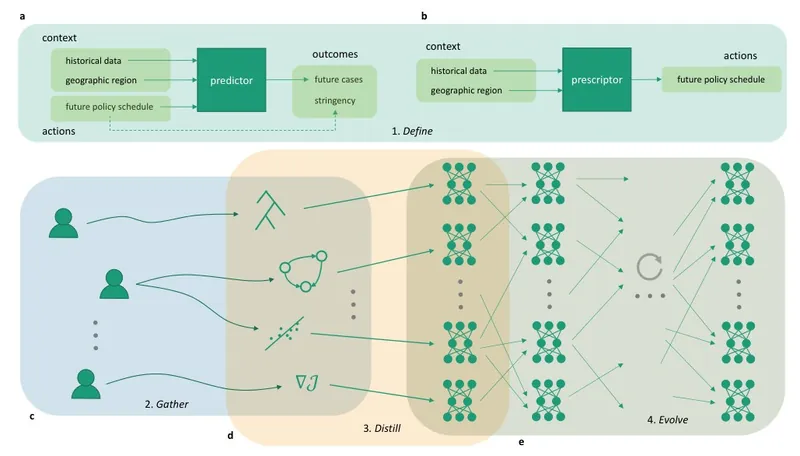 a
context
historical data
geographic region
future policy schedule
actions
predictor
outcomes
future cases
stringency
b
context
historical data
geographic region
prescriptor
actions
future policy schedule
1. Define
2. Gather
c
∇𝒥
3. Distill
d
4. Evolve
e